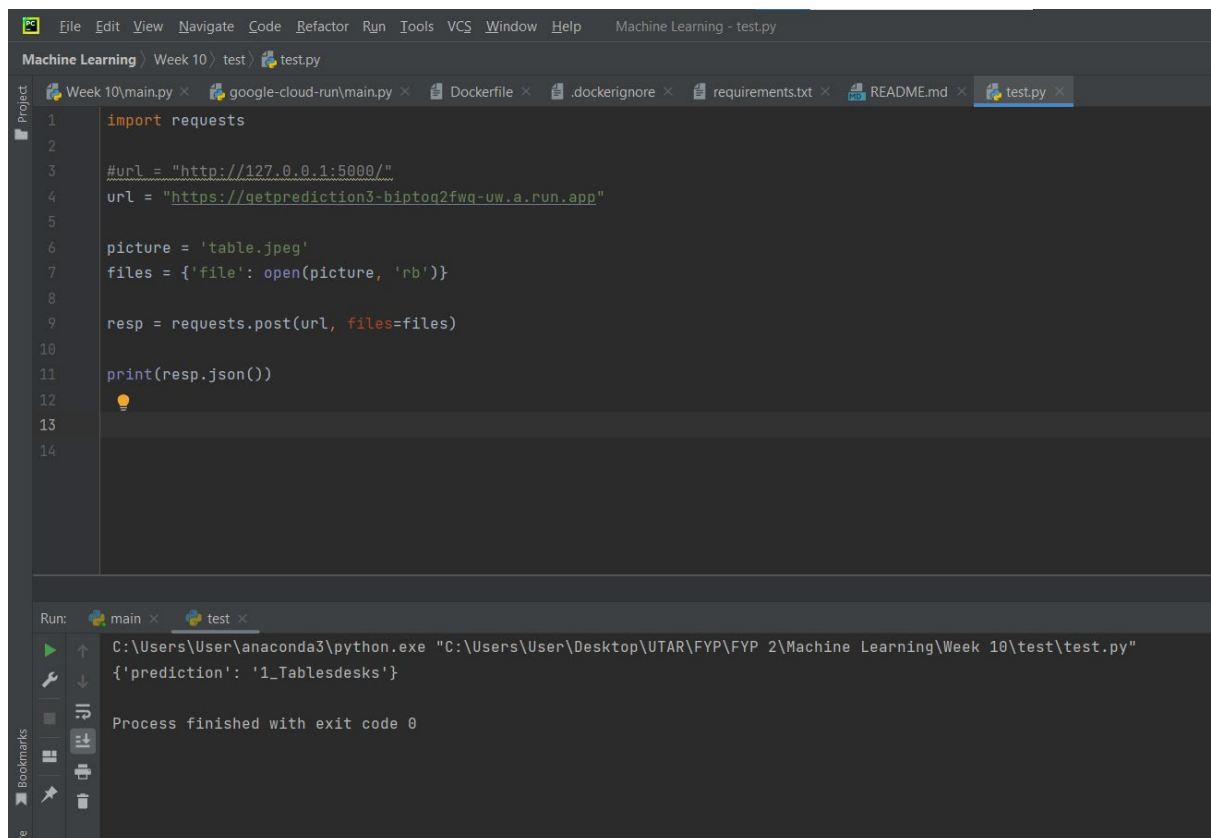 PC File Edit View Navigate Code Refactor Run Tools VCS Window Help Machine Learning - test.py
Machine Learning Week 10 test test.py
Project
Week 10\main.py google-cloud-run\main.py Dockerfile .dockerignore requirements.txt README.md test.py
1 import requests
2
3 #url = "http://127.0.0.1:5000/"
4 url = "https://getprediction3-biptoq2fwq-uw.a.run.app"
5
6 picture = 'table.jpeg'
7 files = {'file': open(picture, 'rb')}
8
9 resp = requests.post(url, files=files)
10
11 print(resp.json())
12
13
14
Run: main test
C:\Users\User\anaconda3\python.exe "C:\Users\User\Desktop\UTAR\FYP\FYP 2\Machine Learning\Week 10\test\test.py"
{'prediction': '1_Tablesdesks'}
Process finished with exit code 0
Bookmarks